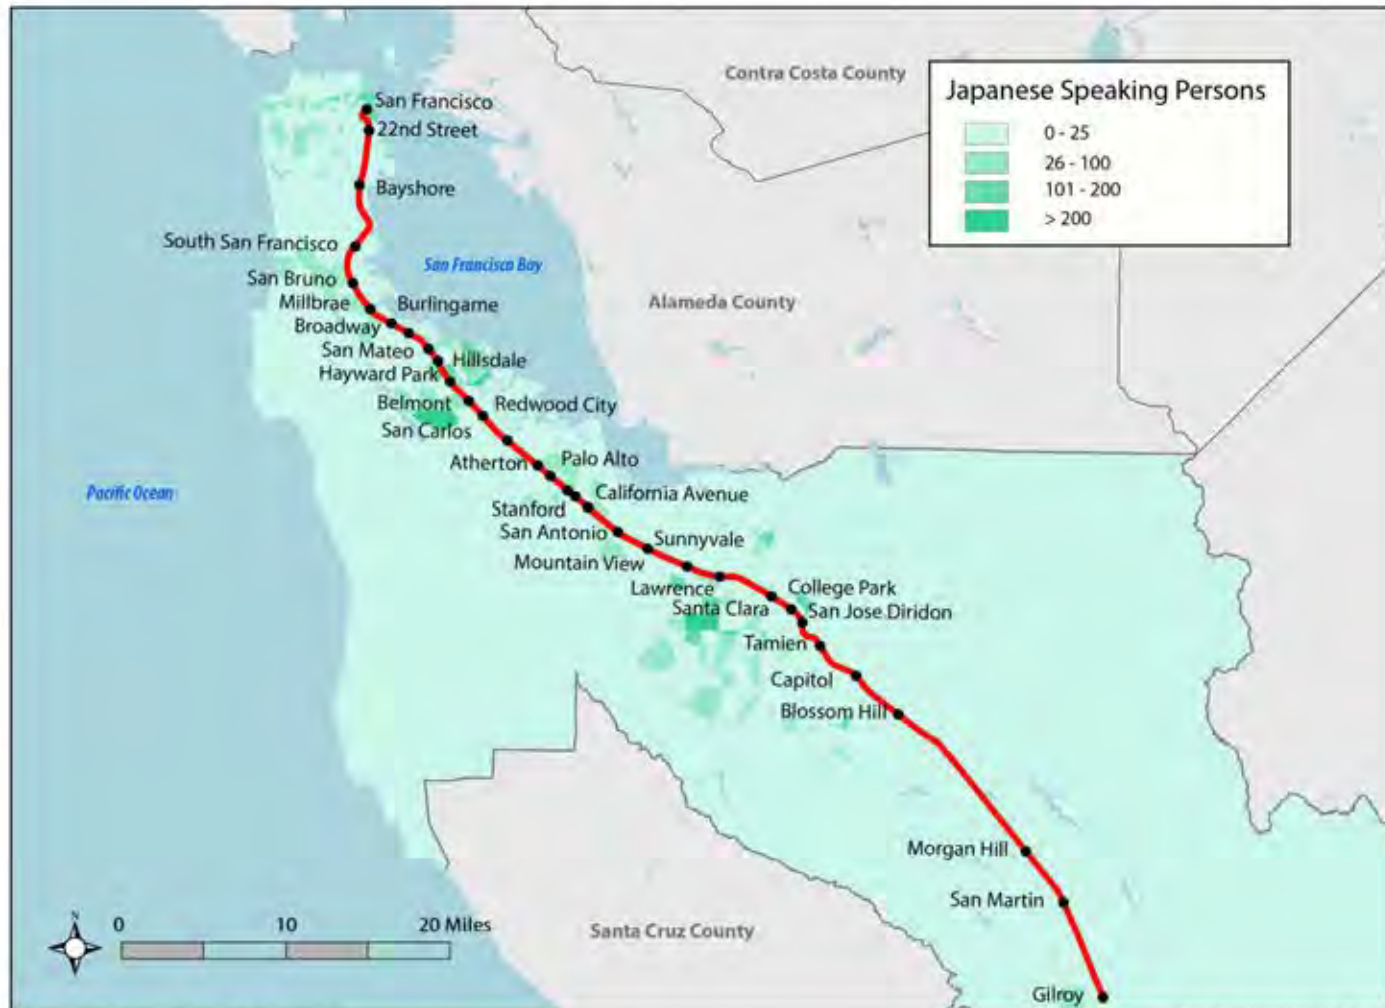 Contra Costa County
Japanese Speaking Persons
0 - 25
26 - 100
101 - 200
> 200
San Francisco
22nd Street
Bayshore
South San Francisco
San Francisco Bay
San Bruno
Millbrae
Burlingame
Alameda County
Broadway
San Mateo
Hillsdale
Hayward Park
Belmont
Redwood City
San Carlos
Atherton
Palo Alto
Pacific Ocean
California Avenue
Stanford
San Antonio
Sunnyvale
Mountain View
Lawrence
College Park
Santa Clara
San Jose Diridon
Tamien
Capitol
Blossom Hill
Morgan Hill
San Martin
Gilroy
Santa Cruz County
N
0 10 20 Miles